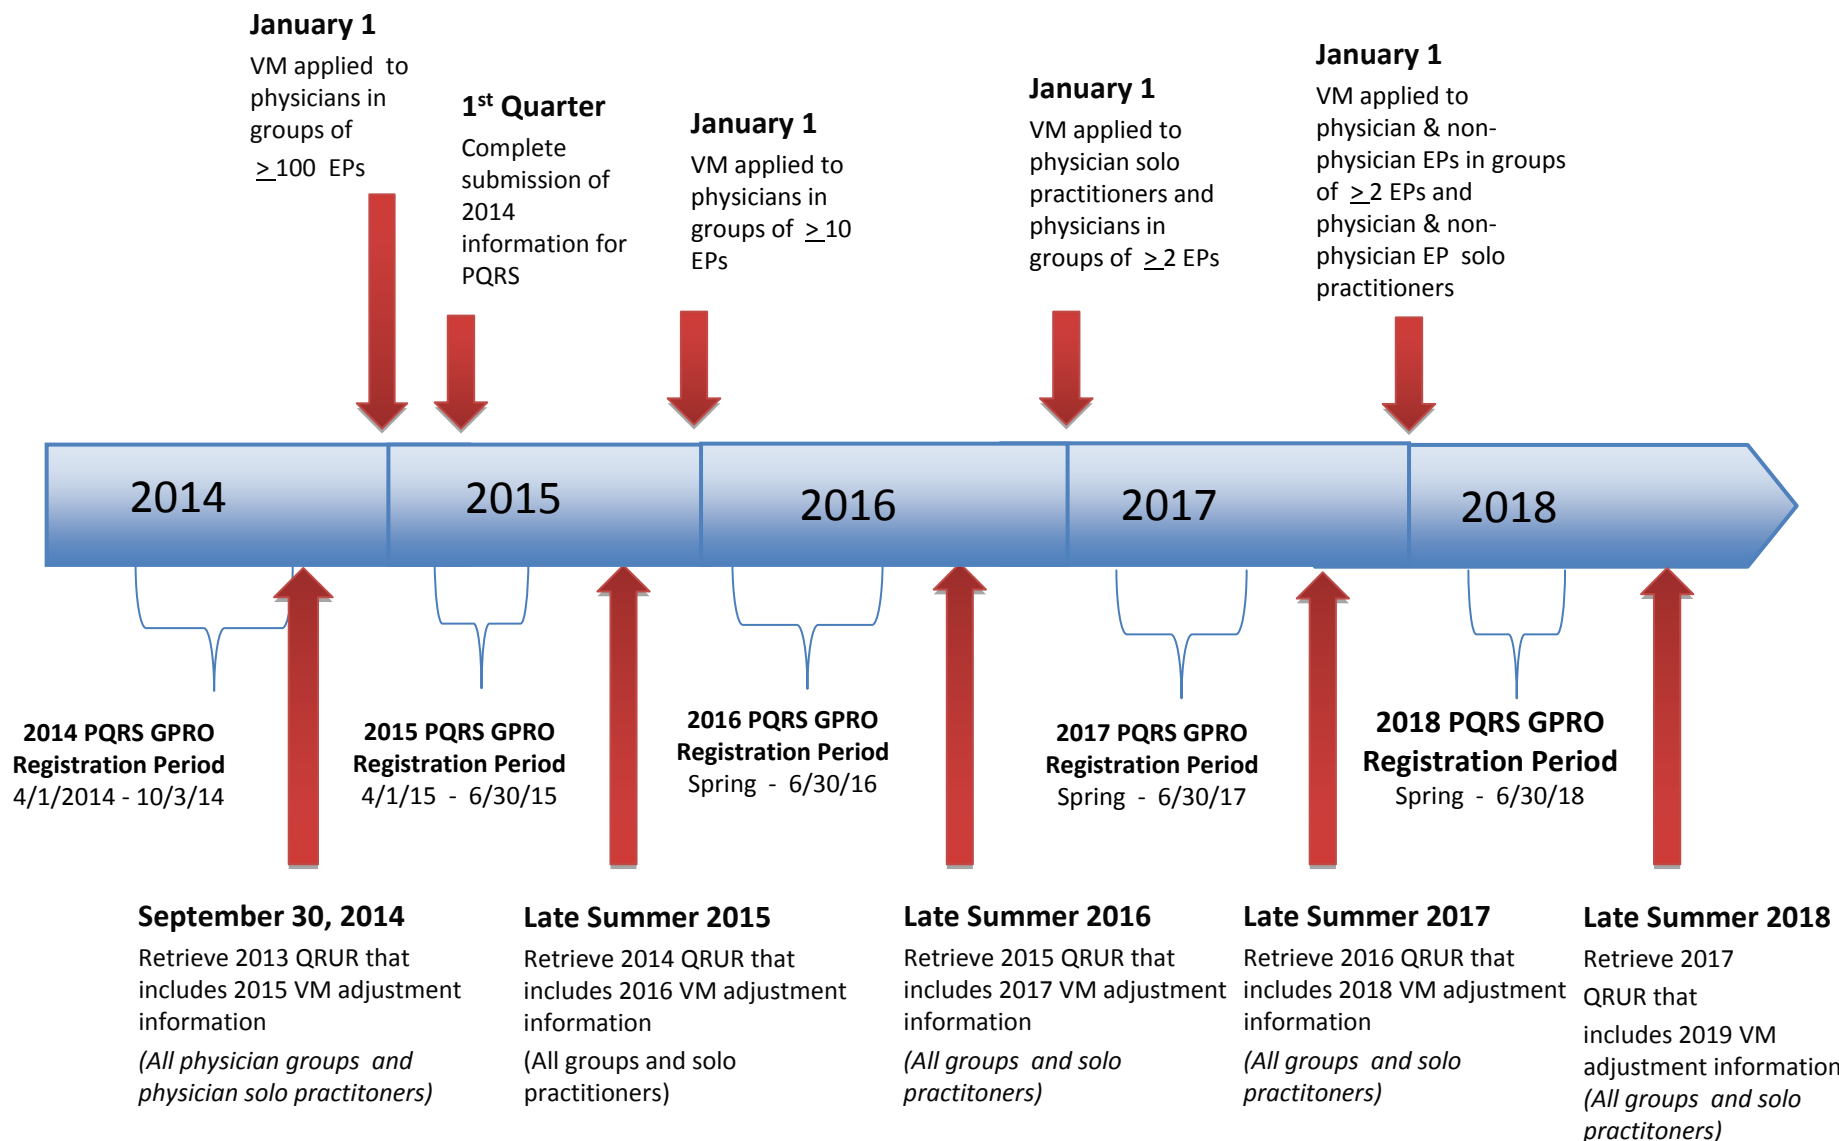 January 1
VM applied to
physicians in
groups of
> 100 EPs
1st Quarter
Complete
submission of
2014
information for
PQRS
January 1
VM applied to
physicians in
groups of > 10
EPs
January 1
VM applied to
physician solo
practitioners and
physicians in
groups of > 2 EPs
January 1
VM applied to
physician & non-
physician EPs in groups
of > 2 EPs and
physician & non-
physician EP solo
practitioners
2014
2015
2016
2017
2018
2014 PQRS GPRO
Registration Period
4/1/2014 - 10/3/14
2015 PQRS GPRO
Registration Period
4/1/15 - 6/30/15
2016 PQRS GPRO
Registration Period
Spring - 6/30/16
2017 PQRS GPRO
Registration Period
Spring - 6/30/17
2018 PQRS GPRO
Registration Period
Spring - 6/30/18
September 30, 2014
Retrieve 2013 QRUR that
includes 2015 VM adjustment
information
(All physician groups and
physician solo practitoners)
Late Summer 2015
Retrieve 2014 QRUR that
includes 2016 VM adjustment
information
(All groups and solo
practitioners)
Late Summer 2016
Retrieve 2015 QRUR that
includes 2017 VM adjustment
information
(All groups and solo
practitoners)
Late Summer 2017
Retrieve 2016 QRUR that
includes 2018 VM adjustment
information
(All groups and solo
practitoners)
Late Summer 2018
Retrieve 2017
QRUR that
includes 2019 VM
adjustment information
(All groups and solo
practitoners)